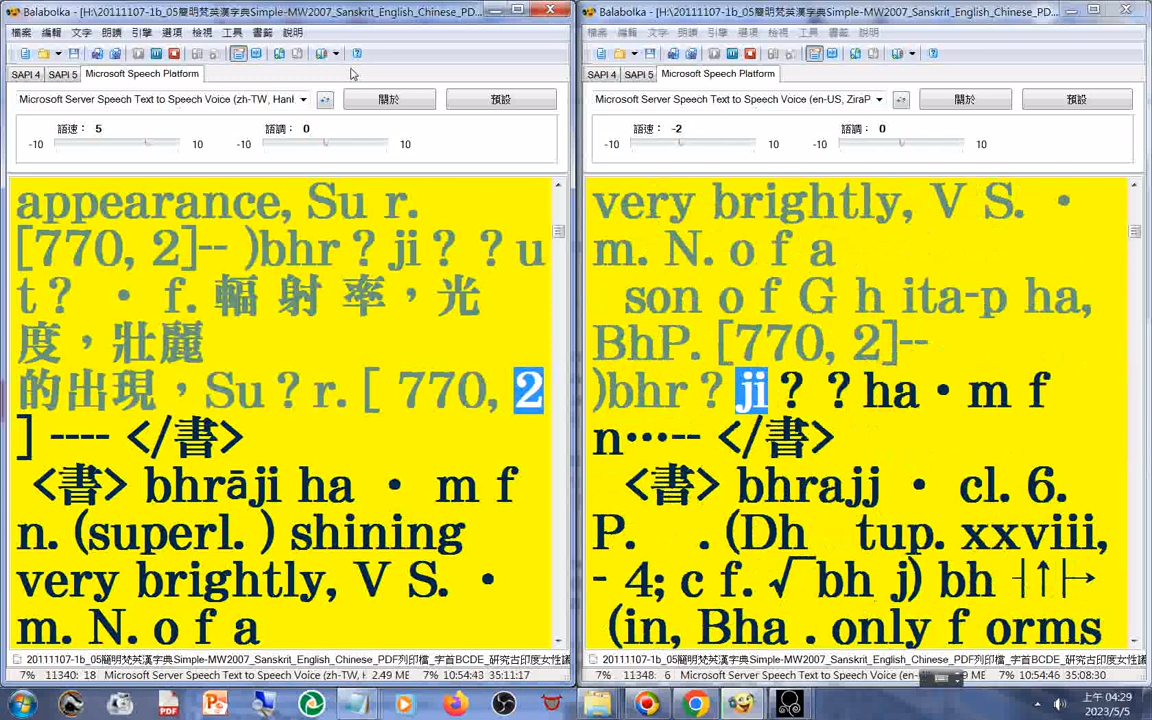 Balabolka - [H:\20111107-1b_05簡明梵英漢字典Simple-MW2007_Sanskrit_English_Chinese_PD...
檔案 編輯 文字 朗讀 引擎 選項 檢視 工具 書籤 說明
SAPI 4 SAPI 5 Microsoft Speech Platform
Microsoft Server Speech Text to Speech Voice (zh-TW, HanH 關於 預設
語速： 5 語調： 0
-10 10 -10 10
appearance, Su r.
[770, 2]-- )bhr？ji？？u
t？ • f. 輻 射 率，光
度，壯麗
的出現，Su？r. [ 770, 2
] ---- </書>
<書> bhrāji ha • m f
n. (superl. ) shining
very brightly, V S. •
m. N. o f a
20111107-1b_05簡明梵英漢字典Simple-MW2007_Sanskrit_English_Chinese_PDF列印檔_字首BCDE_研究古印度女性議
7% 11340: 18 Microsoft Server Speech Text to Speech Voice (zh-TW, H 2.49 ME 7% 10:54:43 35:11:17
Balabolka - [H:\20111107-1b_05簡明梵英漢字典Simple-MW2007_Sanskrit_English_Chinese_PD...
檔案 編輯 文字 朗讀 引擎 選項 檢視 工具 書籤 說明
SAPI 4 SAPI 5 Microsoft Speech Platform
Microsoft Server Speech Text to Speech Voice (en-US, ZiraP 關於 預設
語速： -2 語調： 0
-10 10 -10 10
very brightly, V S. •
m. N. o f a
son o f G h ita-p ha,
BhP. [770, 2]--
)bhr？ji？？ha • m f
n…-- </書>
<書> bhrajj • cl. 6.
P. . (Dh tup. xxviii,
- 4; c f. √bh j) bh ┤↑├→
(in, Bha . only f orms
20111107-1b_05簡明梵英漢字典Simple-MW2007_Sanskrit_English_Chinese_PDF列印檔_字首BCDE_研究古印度女性議
7% 11348: 6 Microsoft Server Speech Text to Speech Voice (en-US, 9 ME 7% 10:54:46 35:08:30
PDF
上午 04:29
2023/5/5